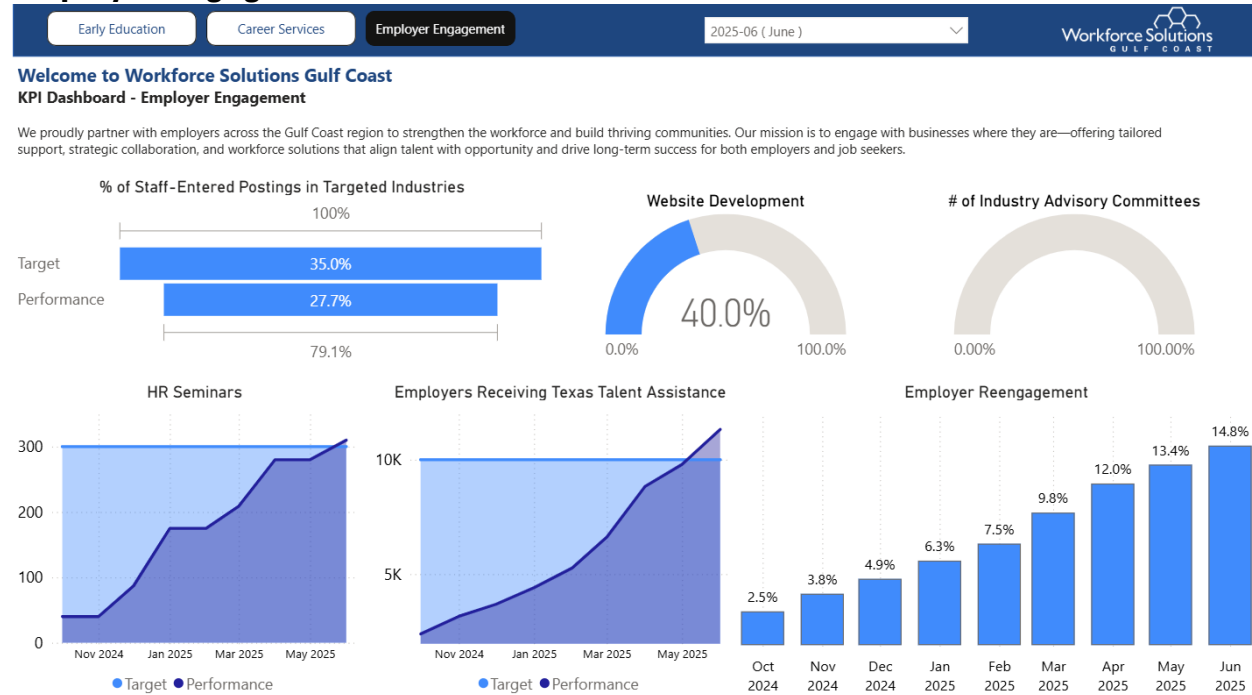 Early Education
Career Services
Employer Engagement
2025-06 ( June )
Workforce Solutions
GULF COAST
Welcome to Workforce Solutions Gulf Coast
KPI Dashboard - Employer Engagement
We proudly partner with employers across the Gulf Coast region to strengthen the workforce and build thriving communities. Our mission is to engage with businesses where they are—offering tailored
support, strategic collaboration, and workforce solutions that align talent with opportunity and drive long-term success for both employers and job seekers.
% of Staff-Entered Postings in Targeted Industries
100%
Target
35.0%
Performance
27.7%
79.1%
Website Development
40.0%
0.0%
100.0%
# of Industry Advisory Committees
0.00%
100.00%
HR Seminars
300
200
100
0
Nov 2024 Jan 2025 Mar 2025 May 2025
Target Performance
Employers Receiving Texas Talent Assistance
10K
5K
Nov 2024 Jan 2025 Mar 2025 May 2025
Target Performance
Employer Reengagement
2.5%
3.8%
4.9%
6.3%
7.5%
9.8%
12.0%
13.4%
14.8%
Oct Nov Dec Jan Feb Mar Apr May Jun
2024 2024 2024 2025 2025 2025 2025 2025 2025